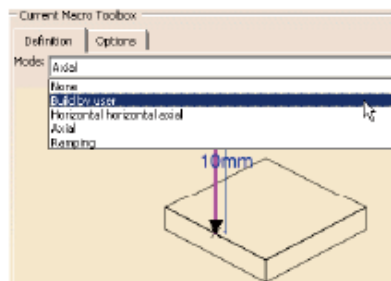 Current Macro Toolbox
Definition Options
Mode: Axial
None
Build by user
Horizontal horizontal axial
Axial
Ramping
10mm